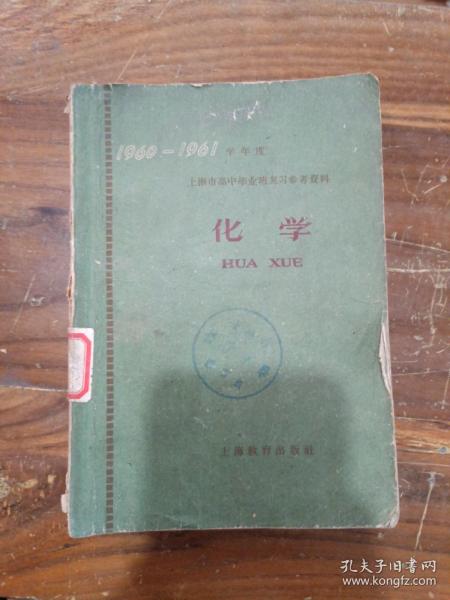 1960-1961 学年度
上海市高中毕业班复习参考资料
化学
HUA XUE
上海教育出版社
孔夫子旧书网
www.kongfz.com